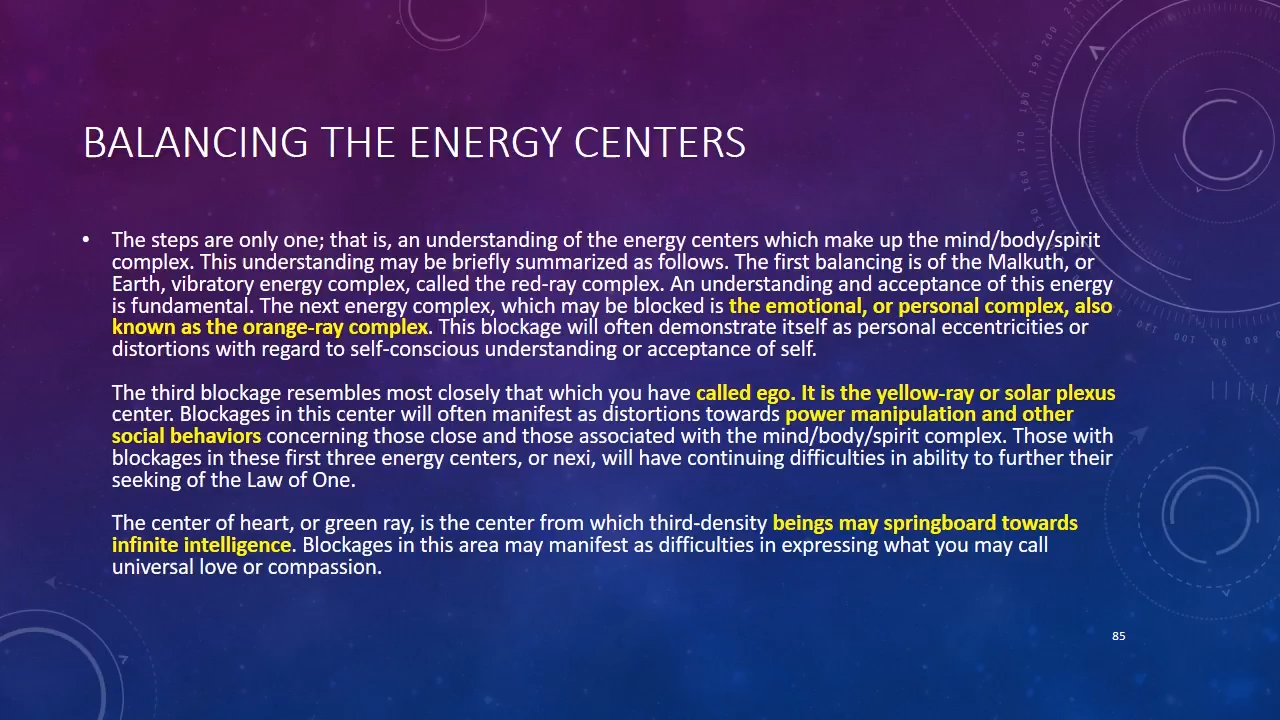 BALANCING THE ENERGY CENTERS
• The steps are only one; that is, an understanding of the energy centers which make up the mind/body/spirit
complex. This understanding may be briefly summarized as follows. The first balancing is of the Malkuth, or
Earth, vibratory energy complex, called the red-ray complex. An understanding and acceptance of this energy
is fundamental. The next energy complex, which may be blocked is the emotional, or personal complex, also
known as the orange-ray complex. This blockage will often demonstrate itself as personal eccentricities or
distortions with regard to self-conscious understanding or acceptance of self.
The third blockage resembles most closely that which you have called ego. It is the yellow-ray or solar plexus
center. Blockages in this center will often manifest as distortions towards power manipulation and other
social behaviors concerning those close and those associated with the mind/body/spirit complex. Those with
blockages in these first three energy centers, or nexi, will have continuing difficulties in ability to further their
seeking of the Law of One.
The center of heart, or green ray, is the center from which third-density beings may springboard towards
infinite intelligence. Blockages in this area may manifest as difficulties in expressing what you may call
universal love or compassion.
85
210
200
190
180
170
160
150
110
100
90
80